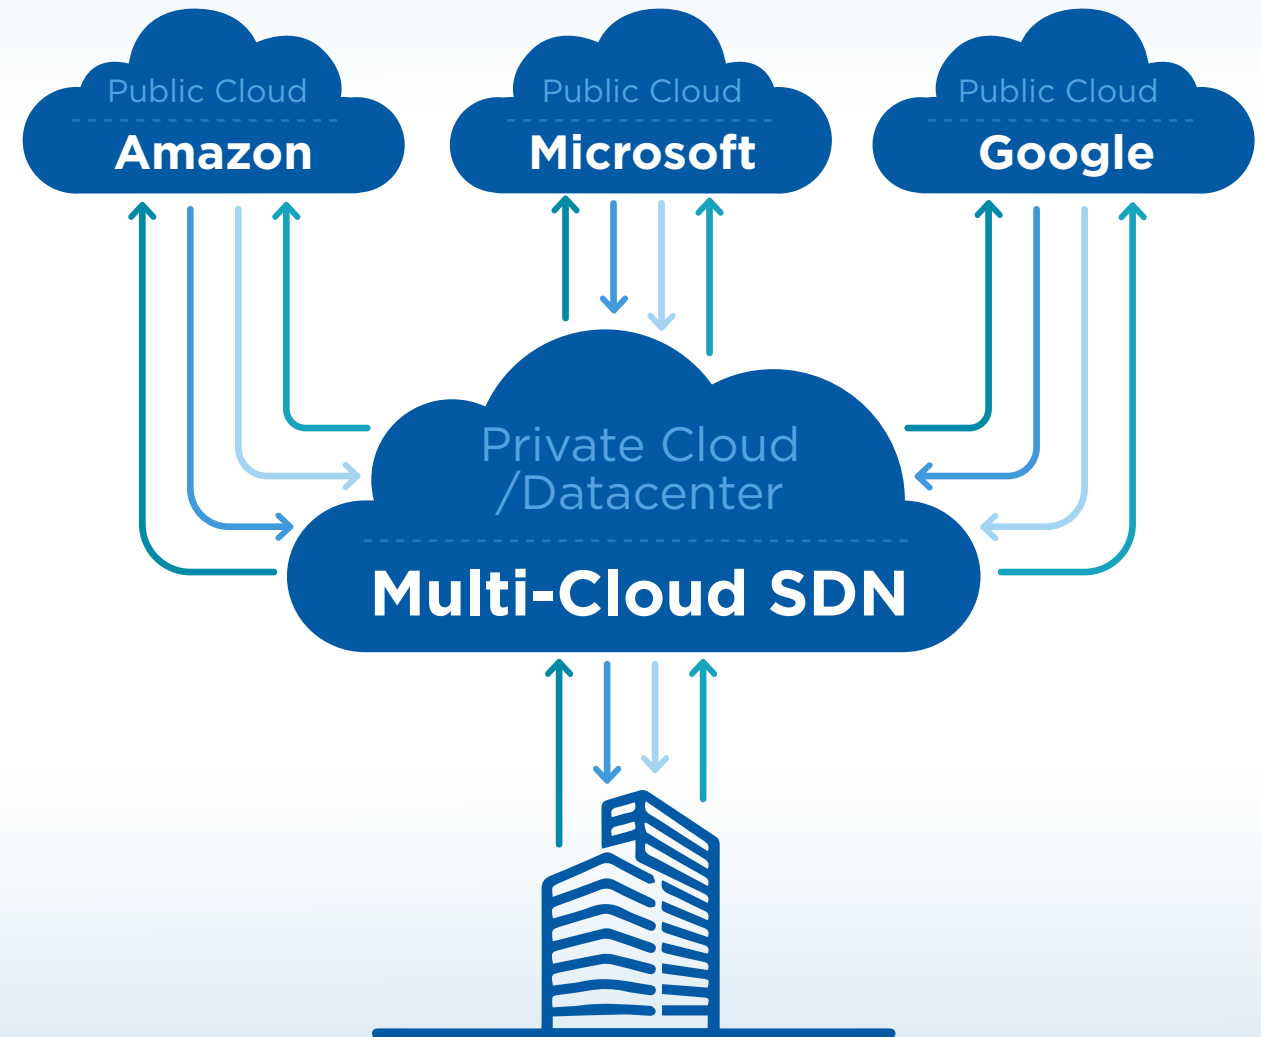 Public Cloud
Amazon
Public Cloud
Microsoft
Public Cloud
Google
Private Cloud
/Datacenter
Multi-Cloud SDN